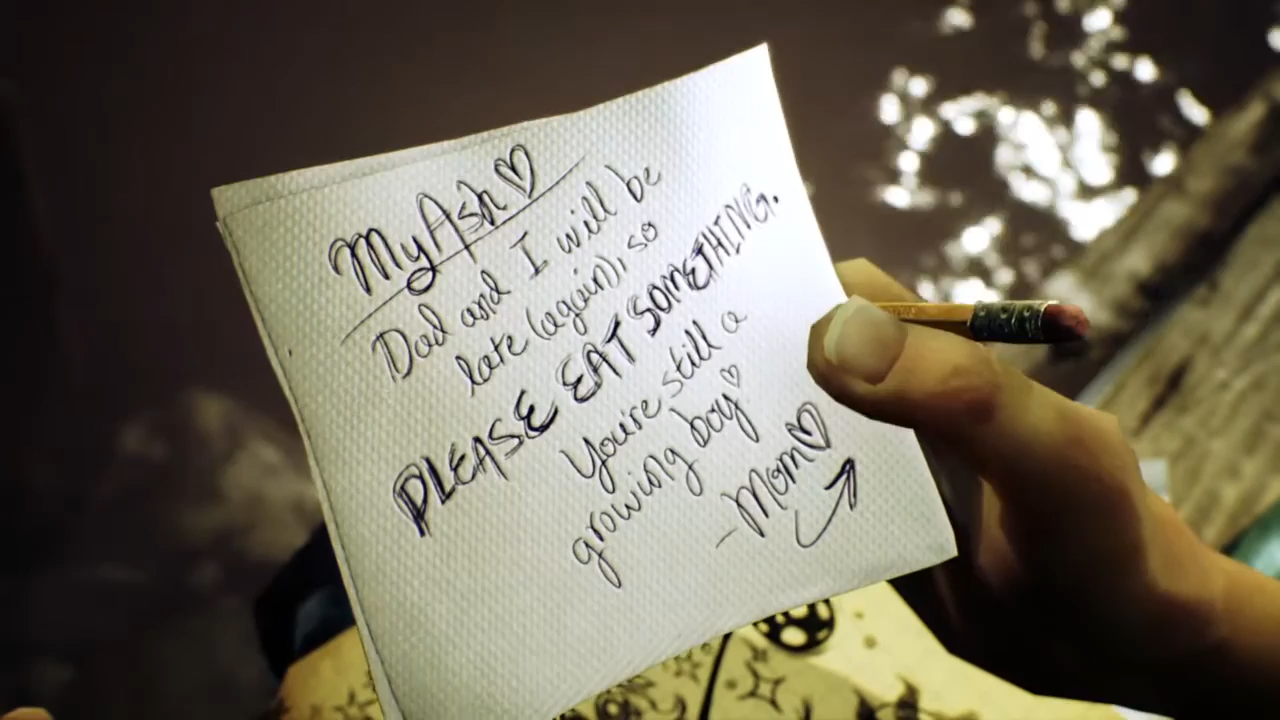 My Ash♡
Dad and I will be
late (again), so
PLEASE EAT SOMETHING.
You're still a
growing boy♡
-Mom♡